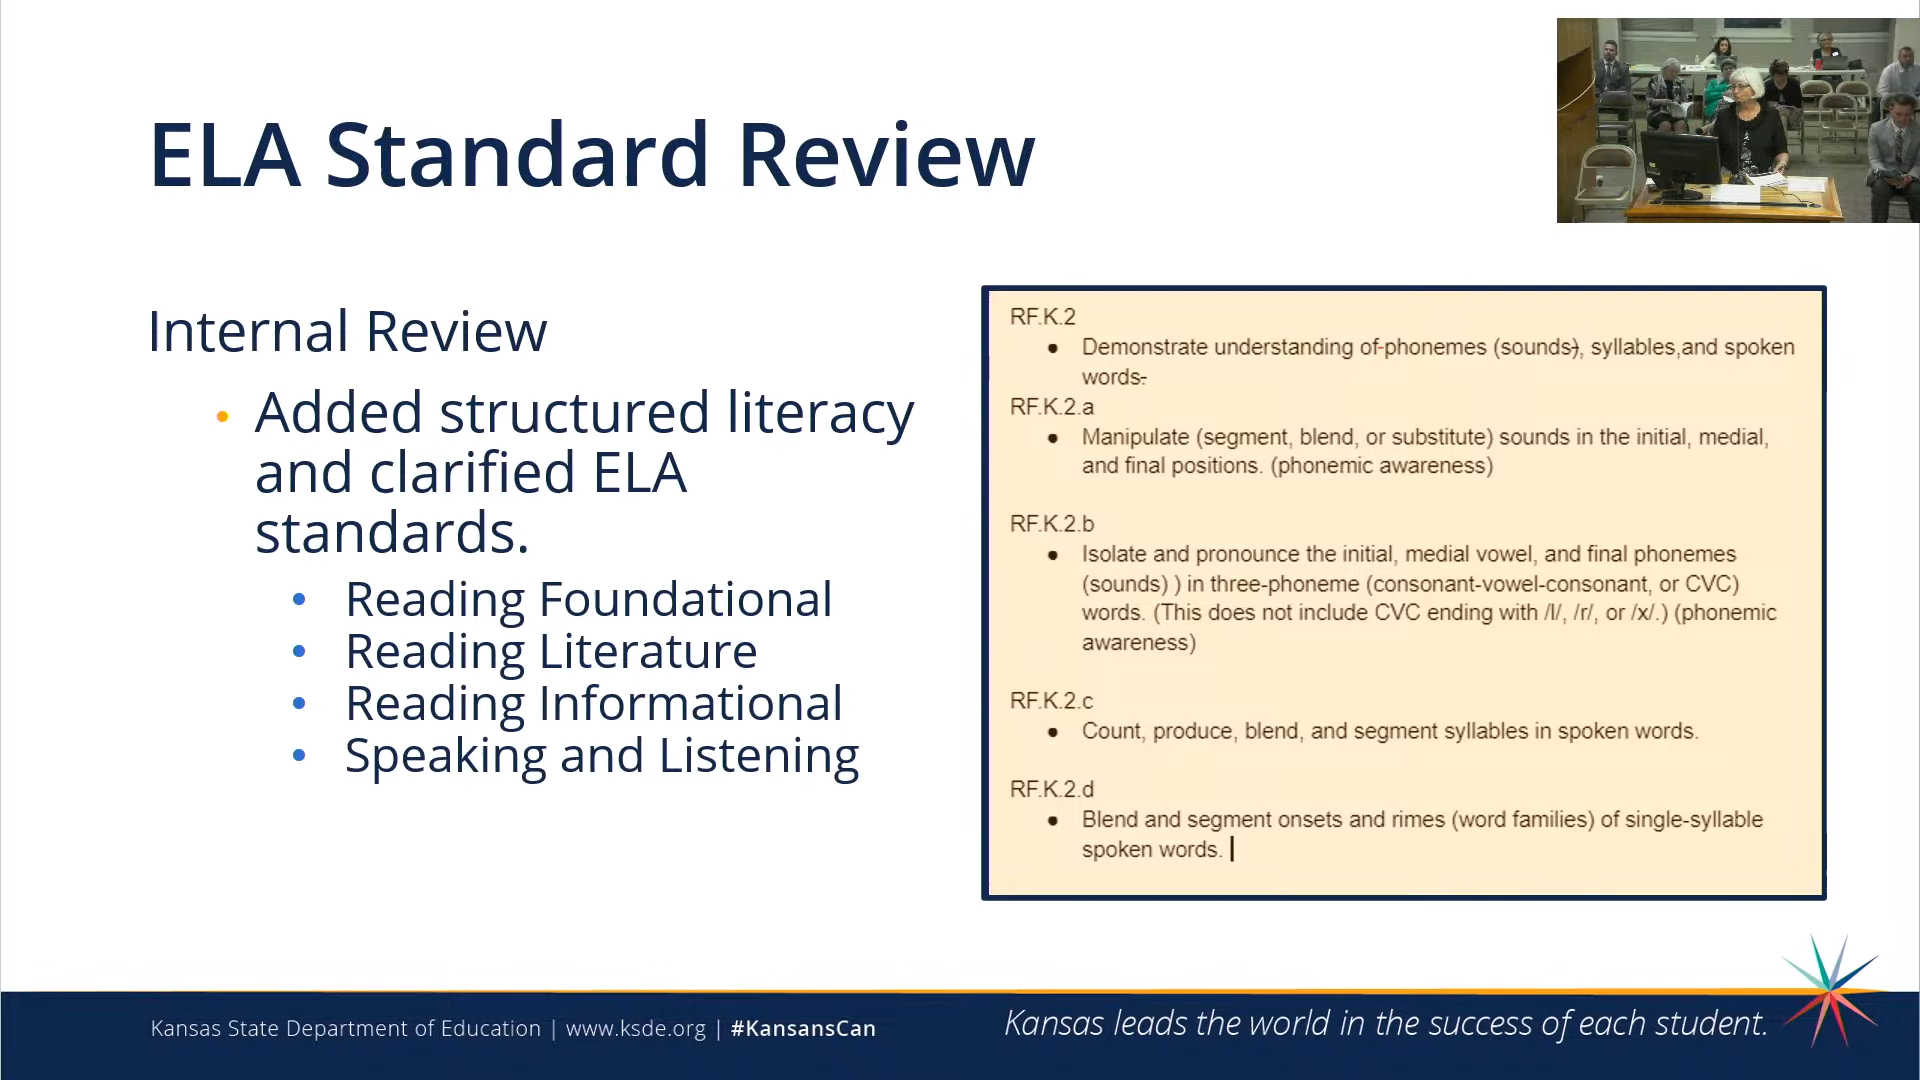 ELA Standard Review
Internal Review
• Added structured literacy
and clarified ELA
standards.
• Reading Foundational
• Reading Literature
• Reading Informational
• Speaking and Listening
RF.K.2
● Demonstrate understanding of-phonemes (sounds), syllables,and spoken
words-
RF.K.2.a
● Manipulate (segment, blend, or substitute) sounds in the initial, medial,
and final positions. (phonemic awareness)
RF.K.2.b
● Isolate and pronounce the initial, medial vowel, and final phonemes
(sounds) ) in three-phoneme (consonant-vowel-consonant, or CVC)
words. (This does not include CVC ending with /l/, /r/, or /x/.) (phonemic
awareness)
RF.K.2.c
● Count, produce, blend, and segment syllables in spoken words.
RF.K.2.d
● Blend and segment onsets and rimes (word families) of single-syllable
spoken words.
Kansas State Department of Education | www.ksde.org | #KansansCan
Kansas leads the world in the success of each student.